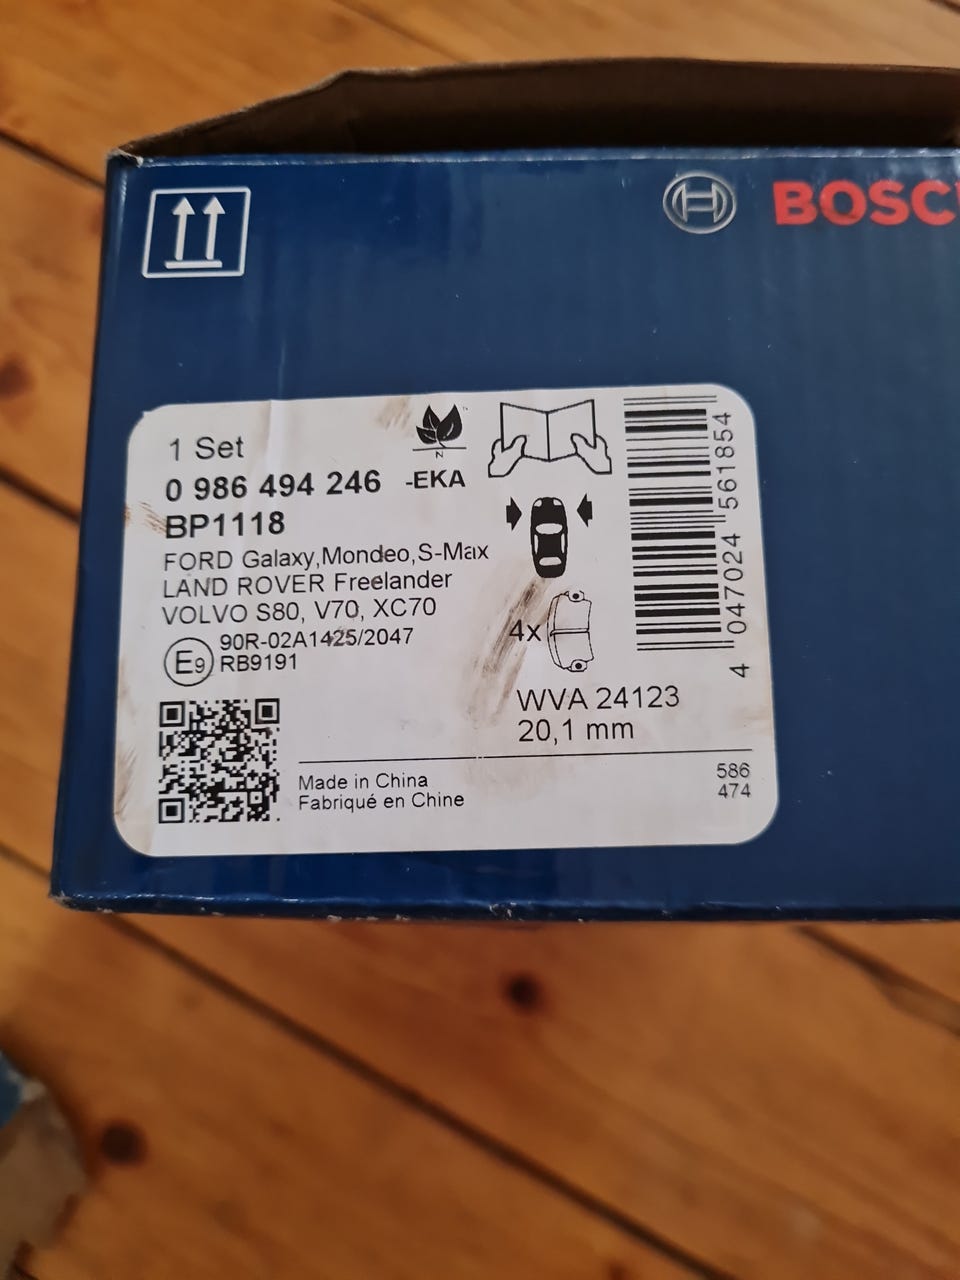 BOSC
1 Set
0 986 494 246 -EKA
N
BP1118
FORD Galaxy,Mondeo,S-Max
LAND ROVER Freelander
VOLVO S80, V70, XC70
E9 90R-02A1425/2047
RB9191
4x
WVA 24123
20,1 mm
Made in China
Fabriqué en Chine
586
474
4 047024 561854